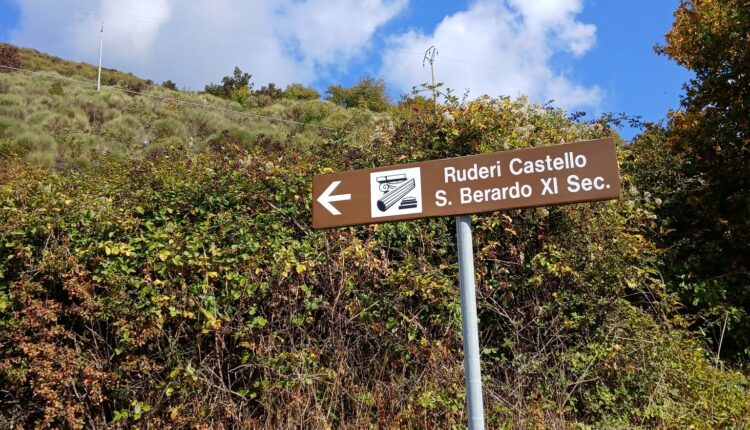 Ruderi Castello
S. Berardo XI Sec.